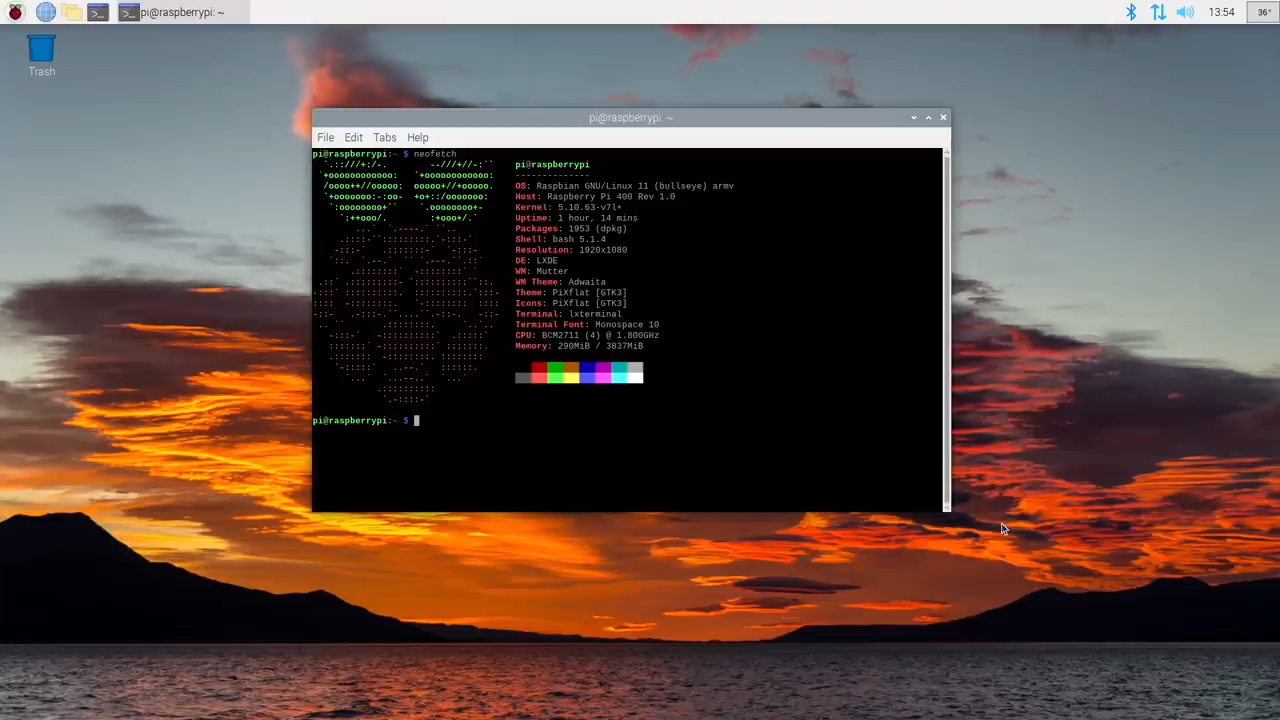 pi@raspberrypi: ~
13:54
36°
Trash
pi@raspberrypi: ~
File Edit Tabs Help
pi@raspberrypi:~ $ neofetch
pi@raspberrypi
--------------
OS: Raspbian GNU/Linux 11 (bullseye) armv
Host: Raspberry Pi 400 Rev 1.0
Kernel: 5.10.63-v7l+
Uptime: 1 hour, 14 mins
Packages: 1953 (dpkg)
Shell: bash 5.1.4
Resolution: 1920x1080
DE: LXDE
WM: Mutter
WM Theme: Adwaita
Theme: PiXflat [GTK3]
Icons: PiXflat [GTK3]
Terminal: lxterminal
Terminal Font: Monospace 10
CPU: BCM2711 (4) @ 1.800GHz
Memory: 290MiB / 3837MiB
pi@raspberrypi:~ $